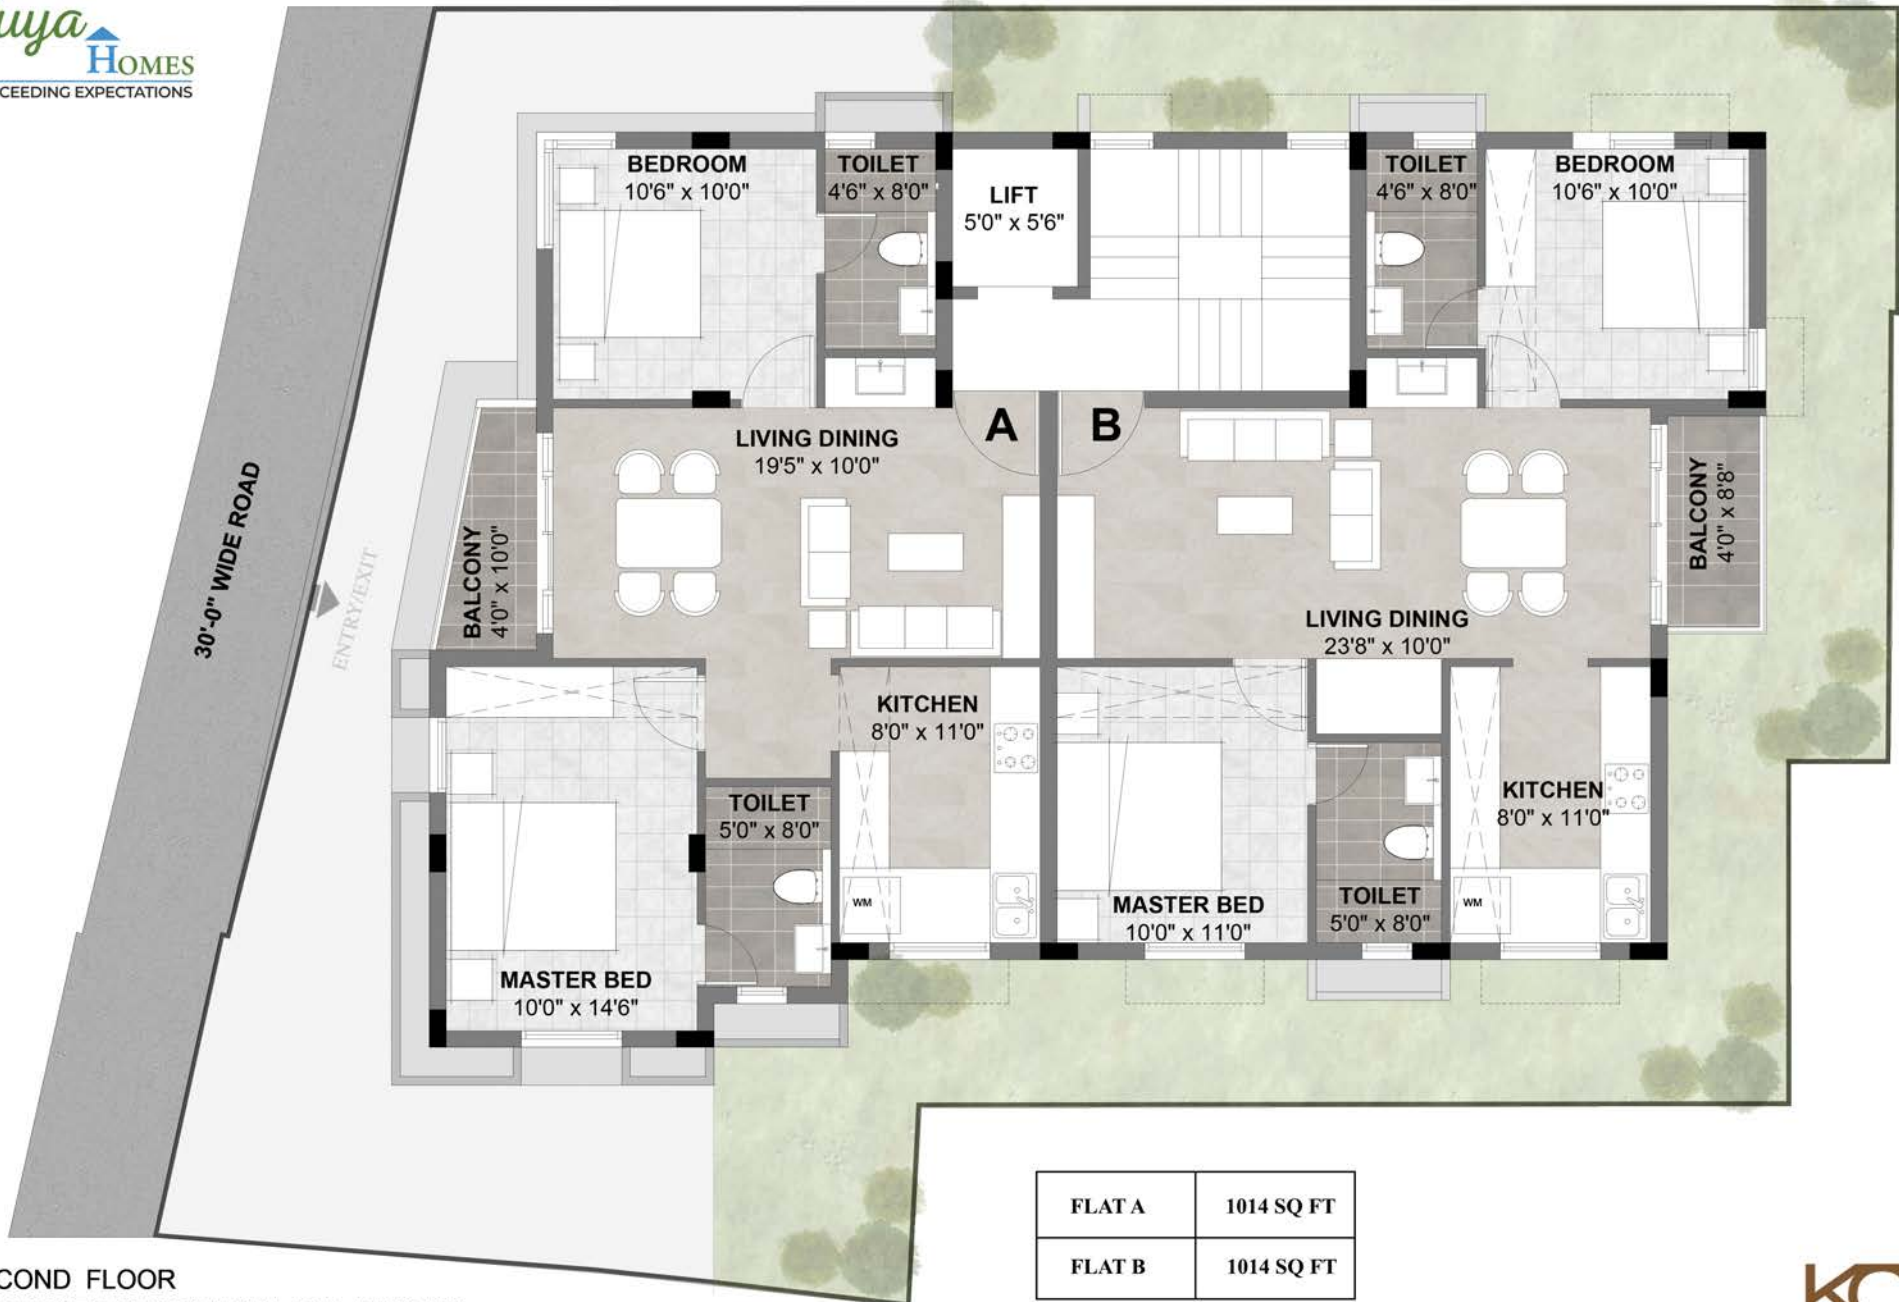 HOMES
CEEDING EXPECTATIONS
BEDROOM
10'6" x 10'0"
TOILET
4'6" x 8'0"
LIFT
5'0" x 5'6"
TOILET
4'6" x 8'0"
BEDROOM
10'6" x 10'0"
A
B
LIVING DINING
19'5" x 10'0"
30'-0" WIDE ROAD
ENTRY/EXIT
BALCONY
4'0" x 10'0"
BALCONY
4'0" x 8'8"
LIVING DINING
23'8" x 10'0"
KITCHEN
8'0" x 11'0"
TOILET
5'0" x 8'0"
KITCHEN
8'0" x 11'0"
WM
WM
MASTER BED
10'0" x 11'0"
TOILET
5'0" x 8'0"
MASTER BED
10'0" x 14'6"
FLAT A 1014 SQ FT
FLAT B 1014 SQ FT
COND FLOOR